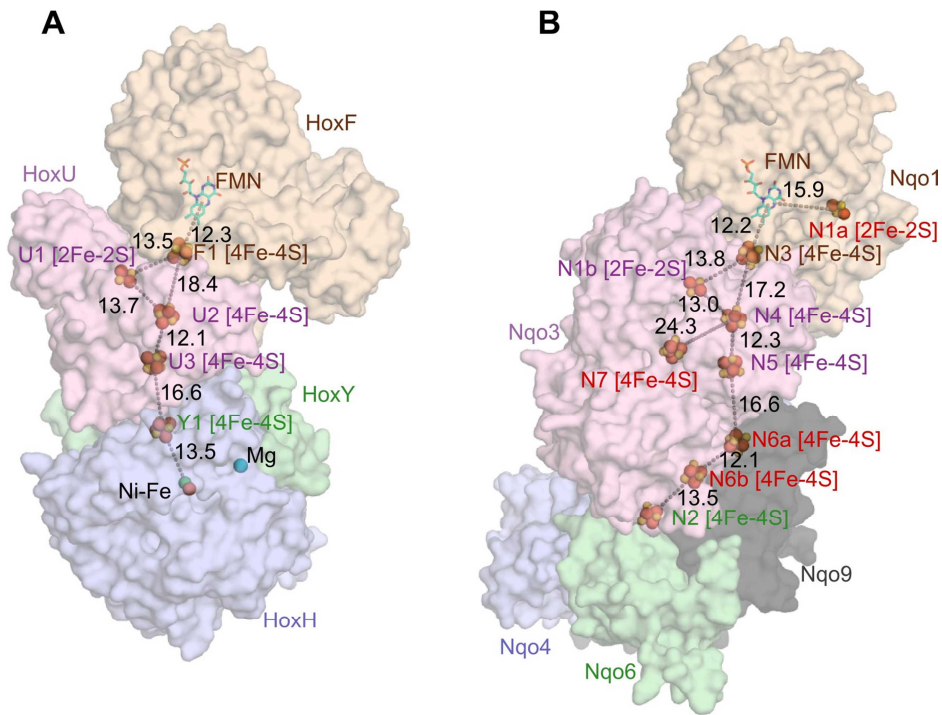 A
HoxF
HoxU
FMN
13.5
12.3
U1 [2Fe-2S]
F1 [4Fe-4S]
18.4
13.7
U2 [4Fe-4S]
12.1
U3 [4Fe-4S]
16.6
HoxY
Y1 [4Fe-4S]
13.5
Mg
Ni-Fe
HoxH
B
FMN
15.9
Nqo1
12.2
N1a [2Fe-2S]
N3 [4Fe-4S]
13.8
N1b [2Fe-2S]
17.2
13.0
N4 [4Fe-4S]
24.3
12.3
Nqo3
N5 [4Fe-4S]
N7 [4Fe-4S]
16.6
N6a [4Fe-4S]
12.1
N6b [4Fe-4S]
13.5
N2 [4Fe-4S]
Nqo9
Nqo4
Nqo6